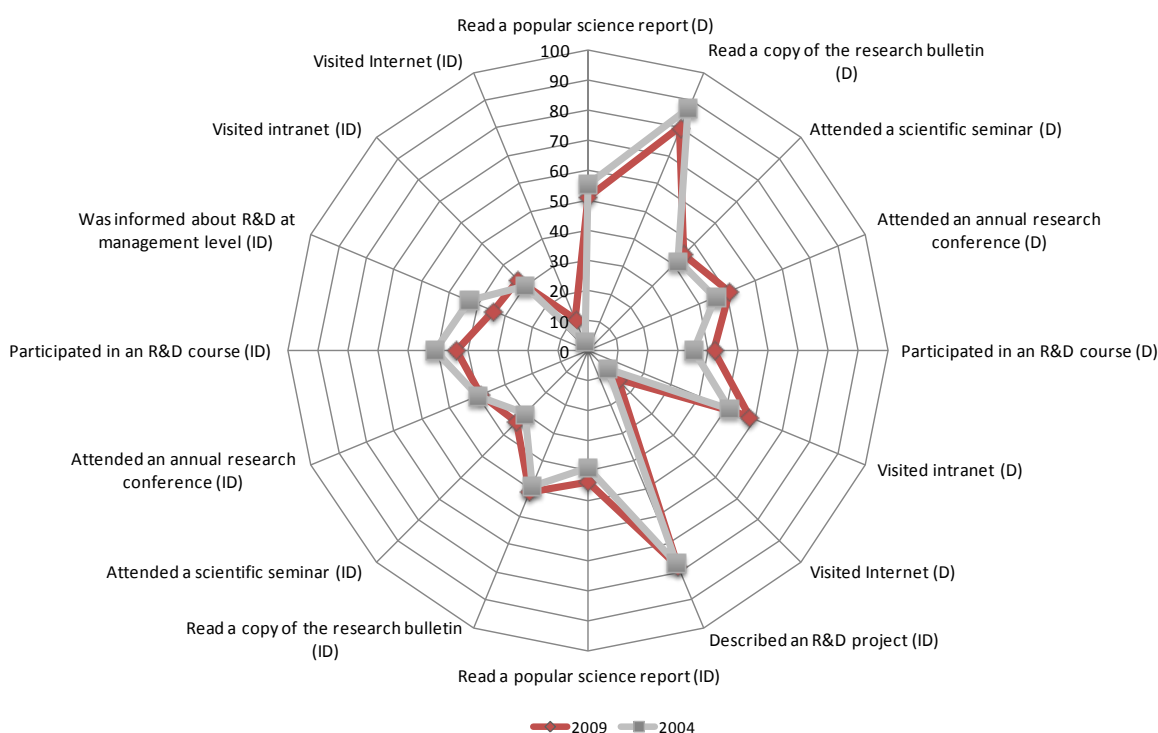 Read a popular science report (D)
Read a copy of the research bulletin
(D)
Attended a scientific seminar (D)
Attended an annual research
conference (D)
Participated in an R&D course (D)
Visited intranet (D)
Visited Internet (D)
Described an R&D project (ID)
Read a popular science report (ID)
Read a copy of the research bulletin
(ID)
Attended a scientific seminar (ID)
Attended an annual research
conference (ID)
Participated in an R&D course (ID)
Was informed about R&D at
management level (ID)
Visited intranet (ID)
Visited Internet (ID)
100
90
80
70
60
50
40
30
20
10
0
2009
2004